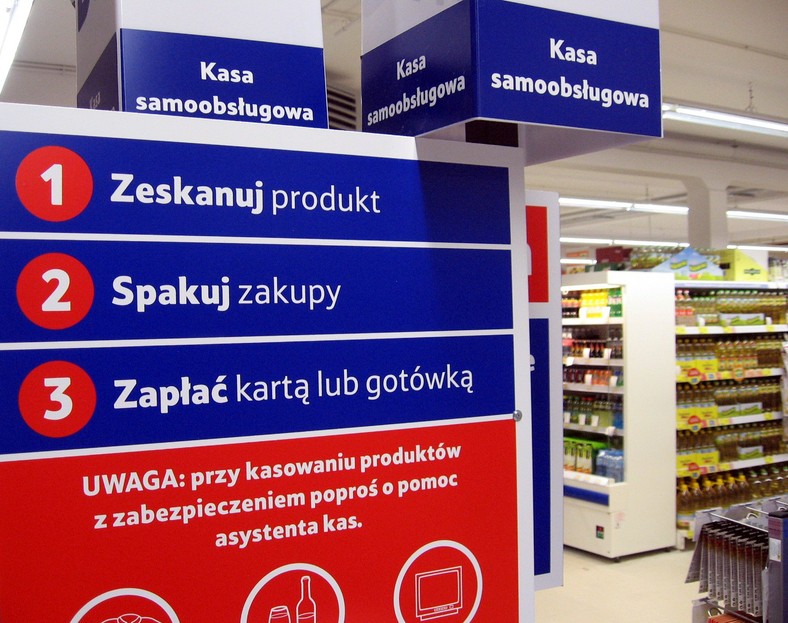 Kasa
samoobsługowa
Kasa
samoobsługowa
Kasa
samoobsługowa
1 Zeskanuj produkt
2 Spakuj zakupy
3 Zapłać kartą lub gotówką
UWAGA: przy kasowaniu produktów
z zabezpieczeniem poproś o pomoc
asystenta kas.